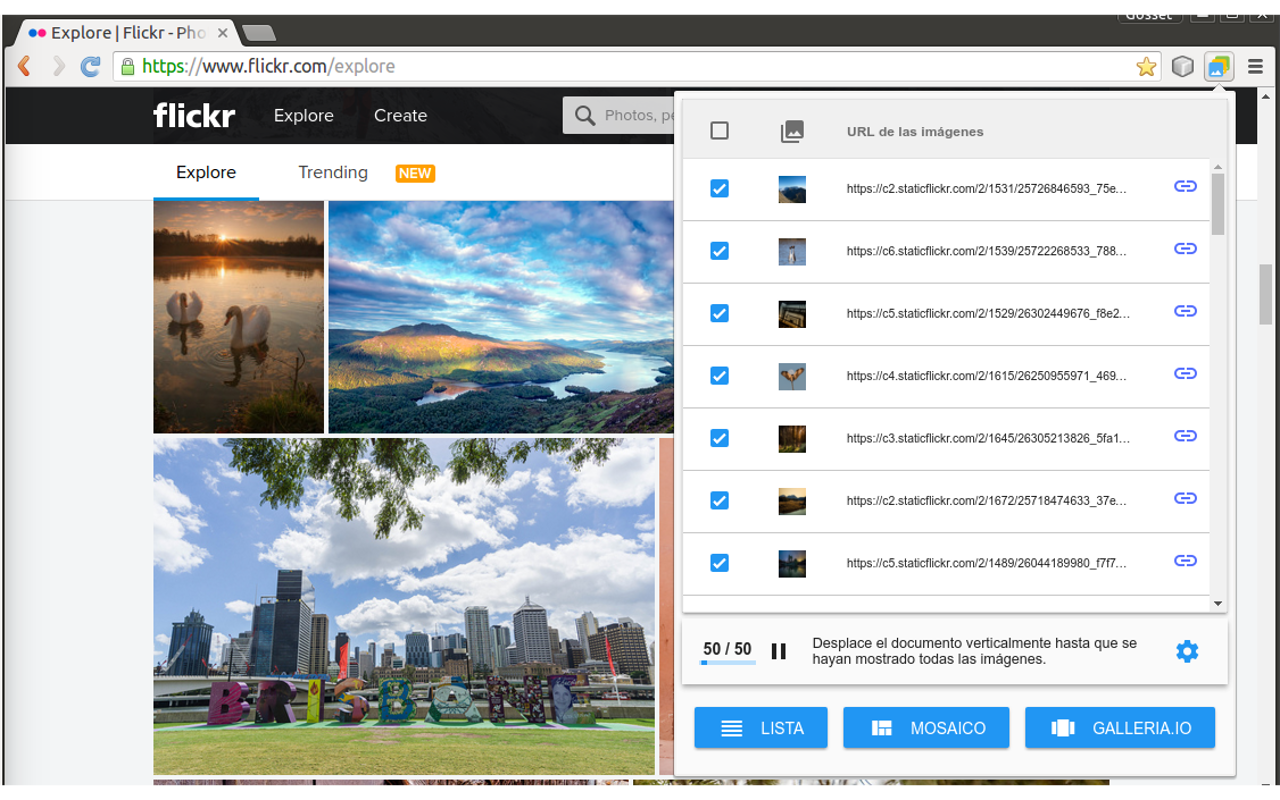 Gosset
Explore | Flickr - Pho
https://www.flickr.com/explore
flickr Explore Create Photos, pe
Explore Trending NEW
URL de las imágenes
https://c2.staticflickr.com/2/1531/25726846593_75e...
https://c6.staticflickr.com/2/1539/25722268533_788...
https://c5.staticflickr.com/2/1529/26302449676_f8e2...
https://c4.staticflickr.com/2/1615/26250955971_469...
https://c3.staticflickr.com/2/1645/26305213826_5fa1...
https://c2.staticflickr.com/2/1672/25718474633_37e...
https://c5.staticflickr.com/2/1489/26044189980_f7f7...
BRISBANE
50 / 50
Desplace el documento verticalmente hasta que se
hayan mostrado todas las imágenes.
LISTA MOSAICO GALLERIA.IO